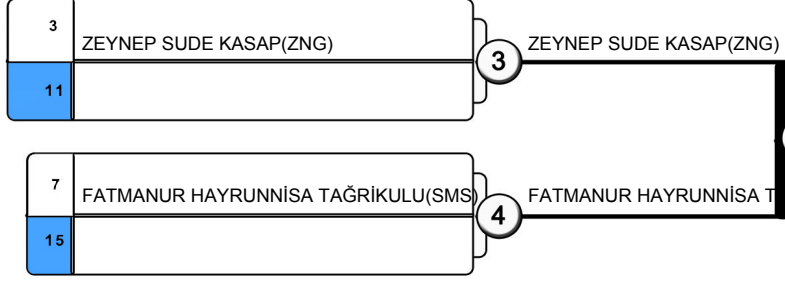 3
ZEYNEP SUDE KASAP(ZNG)
3
ZEYNEP SUDE KASAP(ZNG)
11
7
FATMANUR HAYRUNNİSA TAĞRİKULU(SMS)
4
FATMANUR HAYRUNNİSA T
15